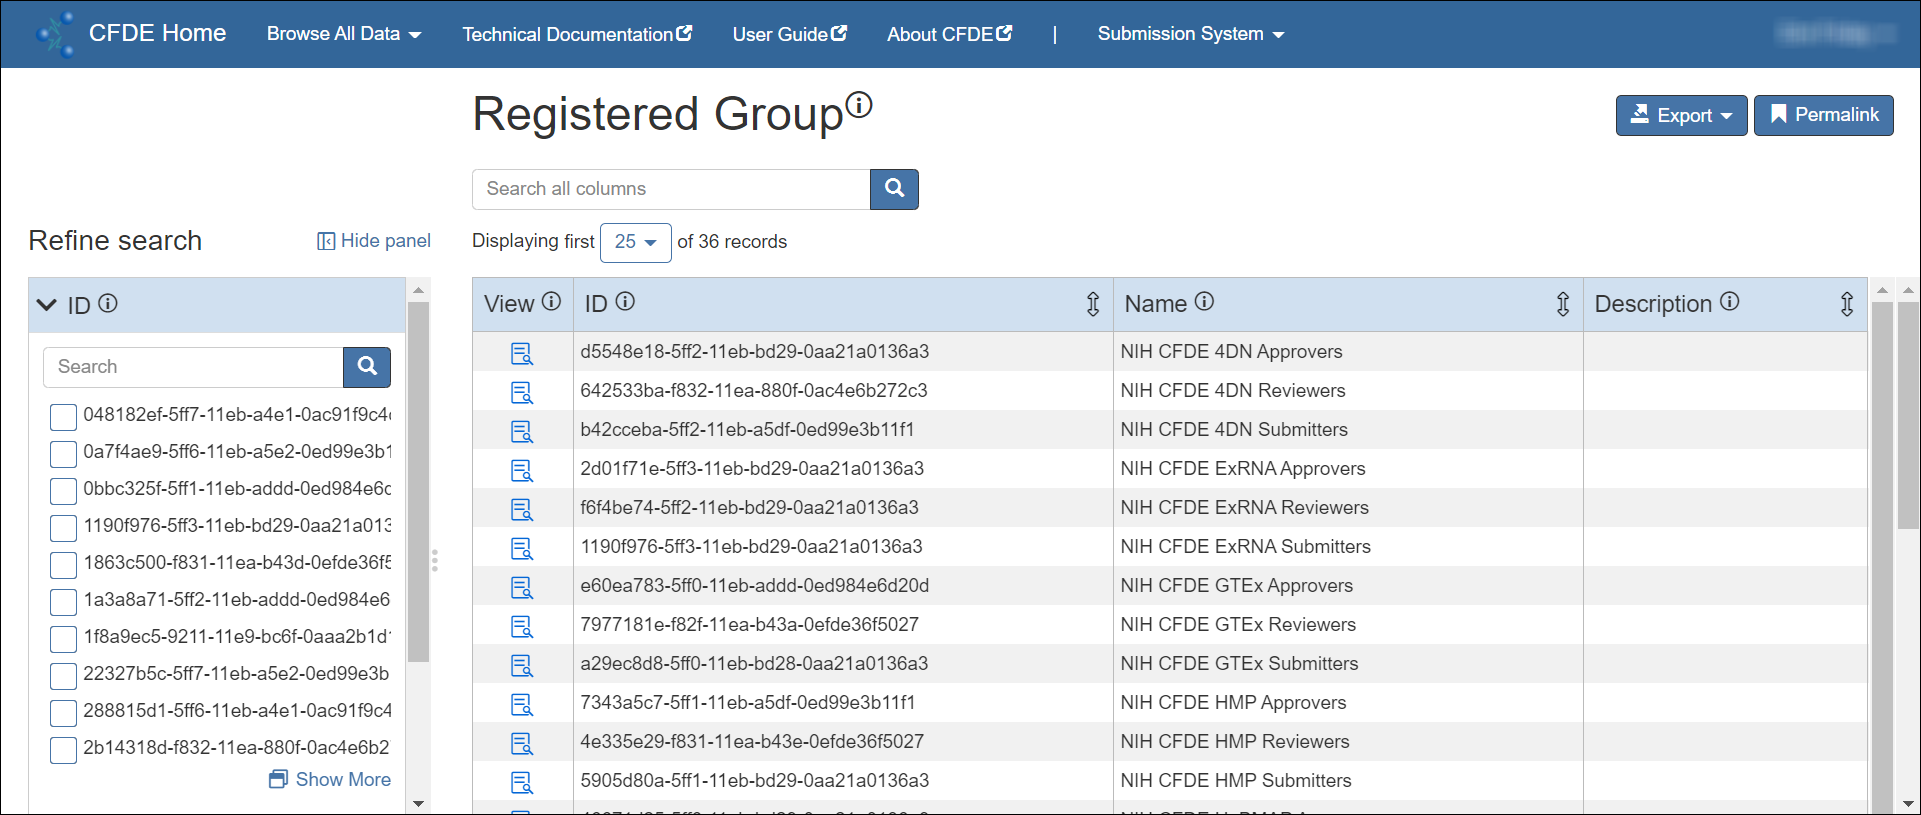 CFDE Home Browse All Data Technical Documentation User Guide About CFDE | Submission System
Registered Group
Export Permalink
Search all columns
Refine search
Hide panel
Displaying first 25 of 36 records
ID
Search
048182ef-5ff7-11eb-a4e1-0ac91f9c4
0a7f4ae9-5ff6-11eb-a5e2-0ed99e3b1
0bbc325f-5ff1-11eb-addd-0ed984e6
1190f976-5ff3-11eb-bd29-0aa21a013
1863c500-f831-11ea-b43d-0efde36f5
1a3a8a71-5ff2-11eb-addd-0ed984e6
1f8a9ec5-9211-11e9-bc6f-0aaa2b1d1
22327b5c-5ff7-11eb-a5e2-0ed99e3b
288815d1-5ff6-11eb-a4e1-0ac91f9c4
2b14318d-f832-11ea-880f-0ac4e6b2
Show More
View ID Name Description
d5548e18-5ff2-11eb-bd29-0aa21a0136a3 NIH CFDE 4DN Approvers
642533ba-f832-11ea-880f-0ac4e6b272c3 NIH CFDE 4DN Reviewers
b42cceba-5ff2-11eb-a5df-0ed99e3b11f1 NIH CFDE 4DN Submitters
2d01f71e-5ff3-11eb-bd29-0aa21a0136a3 NIH CFDE ExRNA Approvers
f6f4be74-5ff2-11eb-bd29-0aa21a0136a3 NIH CFDE ExRNA Reviewers
1190f976-5ff3-11eb-bd29-0aa21a0136a3 NIH CFDE ExRNA Submitters
e60ea783-5ff0-11eb-addd-0ed984e6d20d NIH CFDE GTEx Approvers
7977181e-f82f-11ea-b43a-0efde36f5027 NIH CFDE GTEx Reviewers
a29ec8d8-5ff0-11eb-bd28-0aa21a0136a3 NIH CFDE GTEx Submitters
7343a5c7-5ff1-11eb-a5df-0ed99e3b11f1 NIH CFDE HMP Approvers
4e335e29-f831-11ea-b43e-0efde36f5027 NIH CFDE HMP Reviewers
5905d80a-5ff1-11eb-bd29-0aa21a0136a3 NIH CFDE HMP Submitters